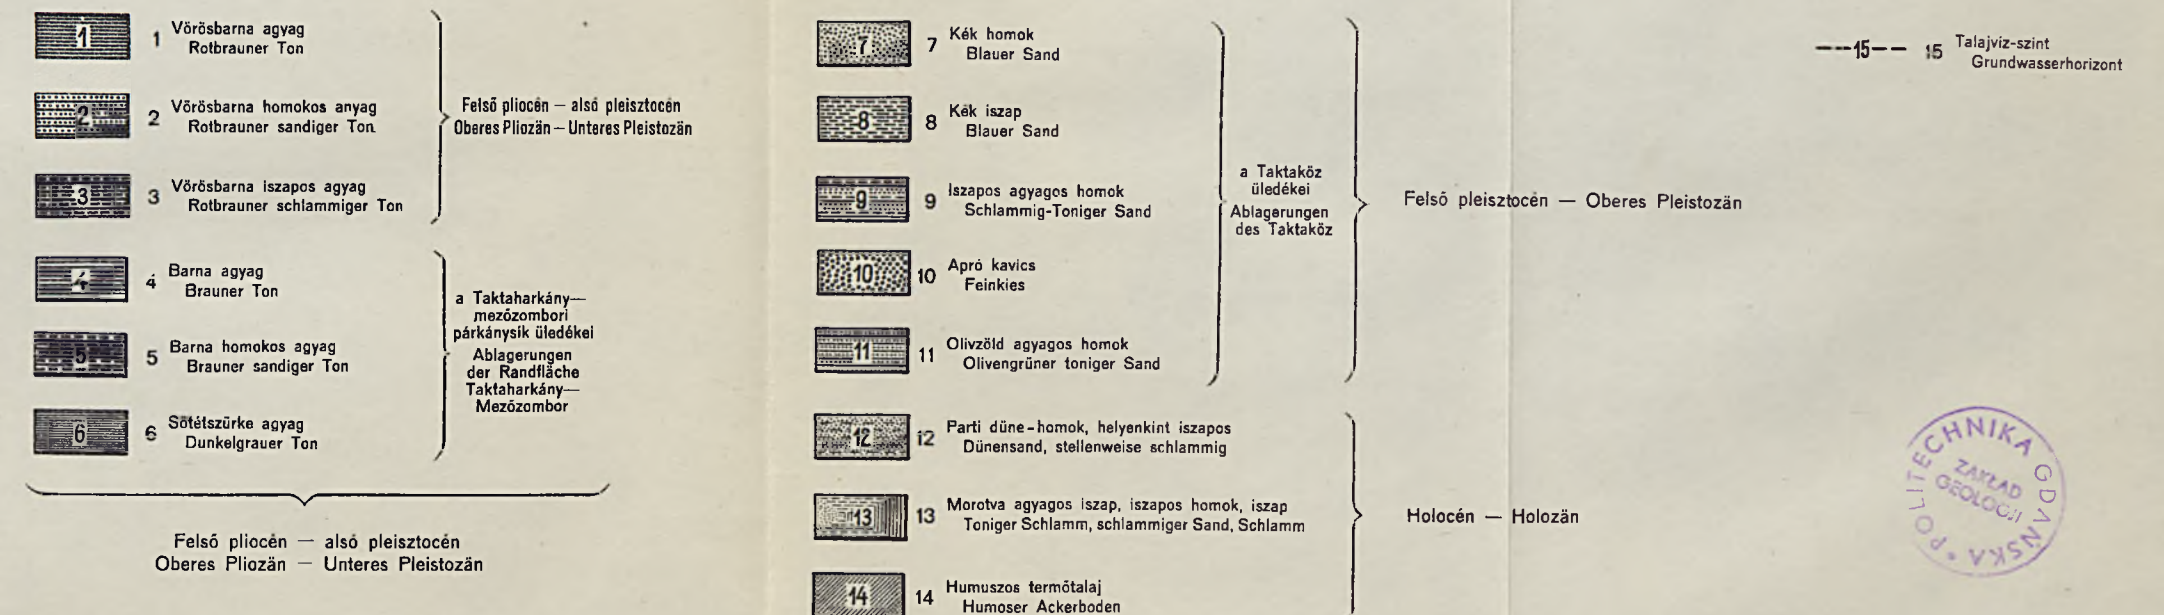 1 1 Vörösbarna agyag
Rotbrauner Ton
2 2 Vörösbarna homokos anyag
Rotbrauner sandiger Ton
3 3 Vörösbarna iszapos agyag
Rotbrauner schlammiger Ton
Felső pliocén — alsó pleisztocén
Oberes Pliozän — Unteres Pleistozän
4 4 Barna agyag
Brauner Ton
5 5 Barna homokos agyag
Brauner sandiger Ton
6 6 Sötétszürke agyag
Dunkelgrauer Ton
a Taktaharkány—
mezőzombori
párkánysík üledékei
Ablagerungen
der Randfläche
Taktaharkány—
Mezőzombor
Felső pliocén — alsó pleisztocén
Oberes Pliozän — Unteres Pleistozän
7 7 Kék homok
Blauer Sand
8 8 Kék iszap
Blauer Sand
9 9 Iszapos agyagos homok
Schlammig-Toniger Sand
10 10 Apró kavics
Feinkies
11 11 Olivzöld agyagos homok
Olivengrüner toniger Sand
a Taktaköz
üledékei
Ablagerungen
des Taktaköz
Felső pleisztocén — Oberes Pleistozän
12 12 Parti düne-homok, helyenkint iszapos
Dünensand, stellenweise schlammig
13 13 Morotva agyagos iszap, iszapos homok, iszap
Toniger Schlamm, schlammiger Sand, Schlamm
14 14 Humuszos termőtalaj
Humoser Ackerboden
Holocén — Holozän
---15-- 15 Talajvíz-szint
Grundwasserhorizont
* POLITECHNIKA GDAŃSKA
ZAKŁAD
GEOLOGJI